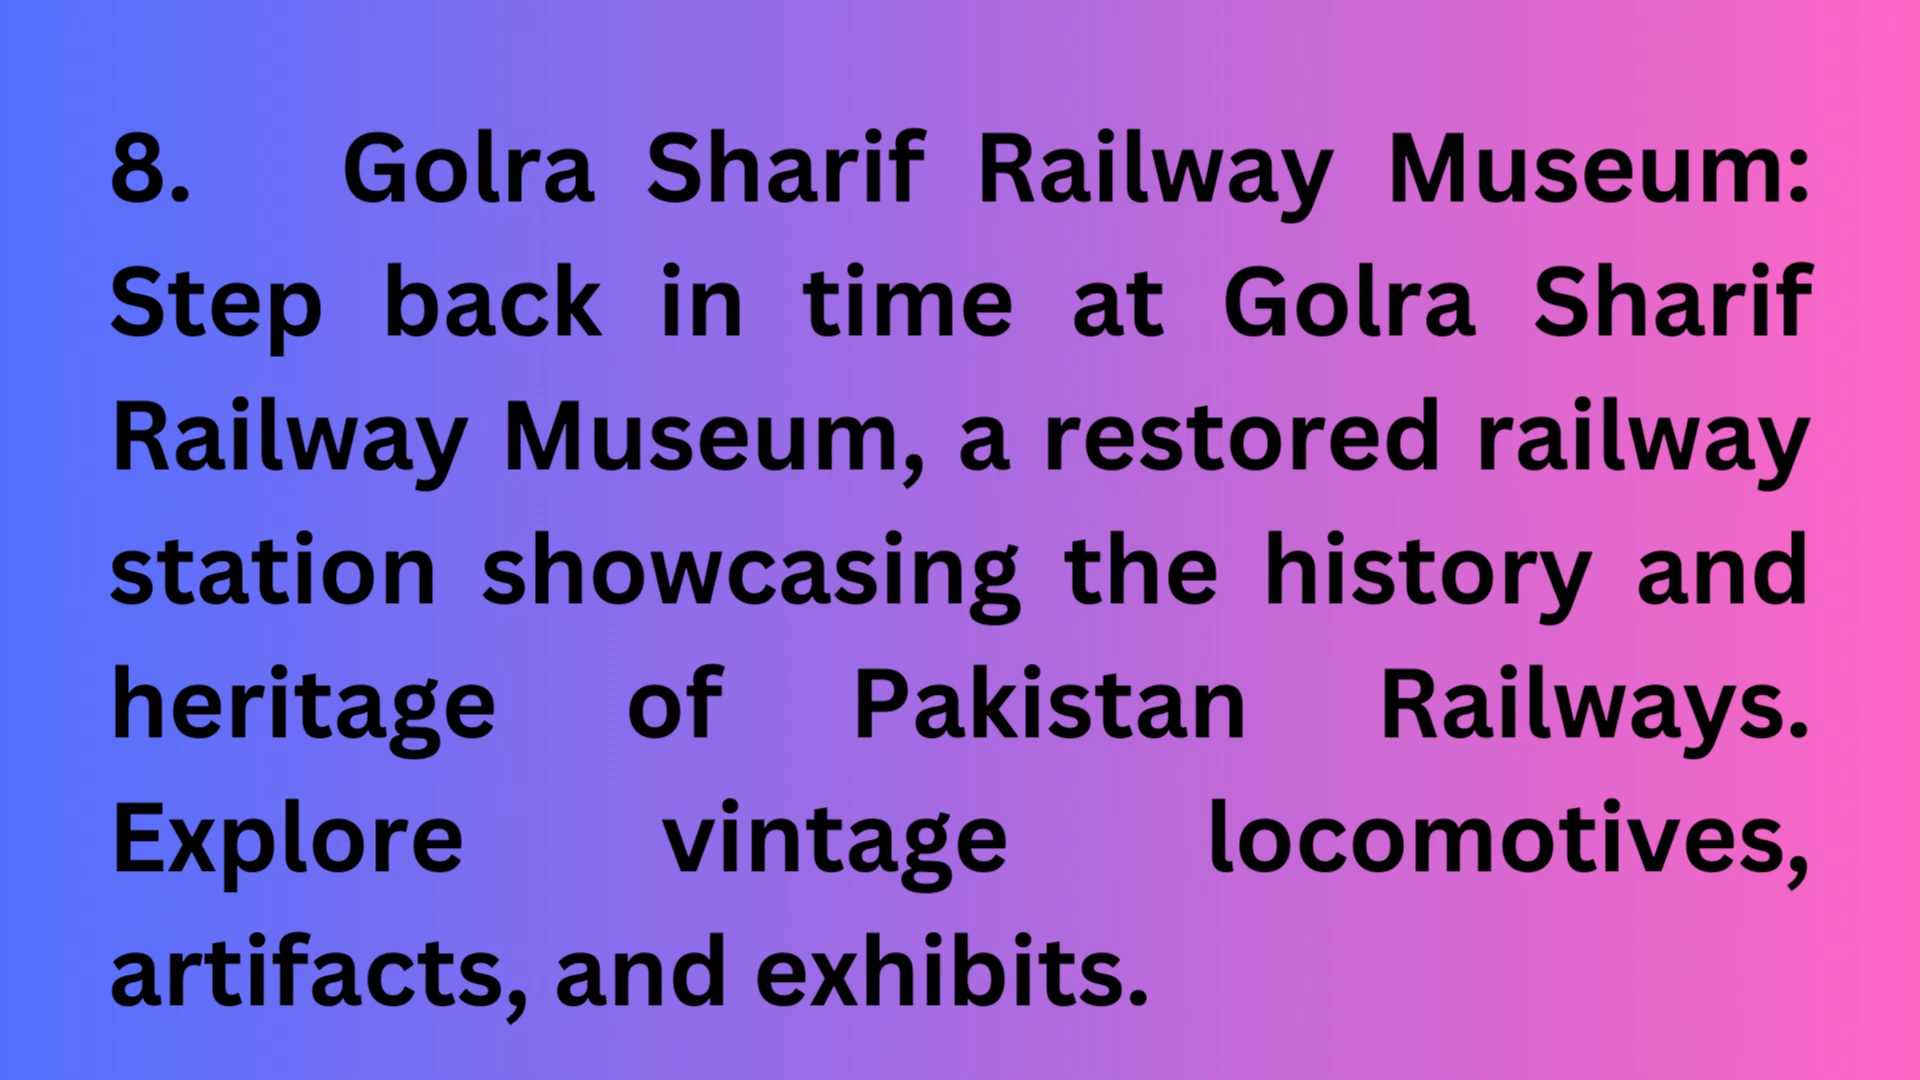 8. Golra Sharif Railway Museum:
Step back in time at Golra Sharif
Railway Museum, a restored railway
station showcasing the history and
heritage of Pakistan Railways.
Explore vintage locomotives,
artifacts, and exhibits.